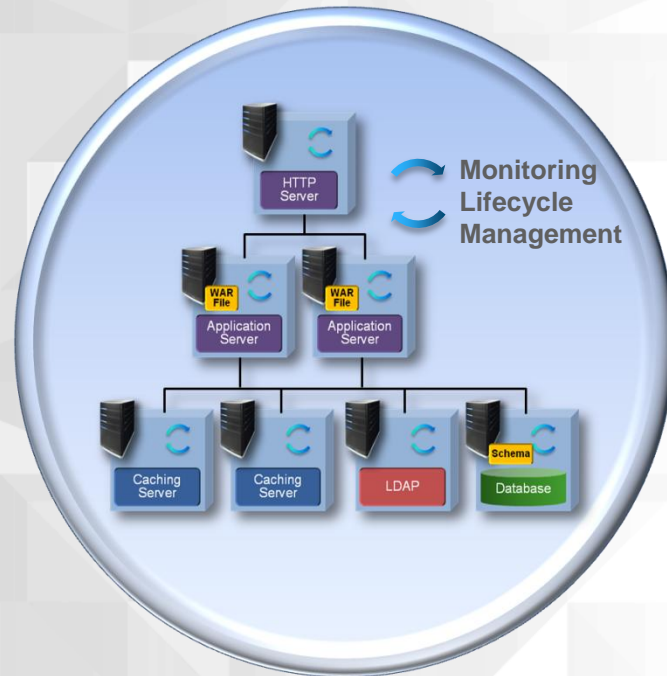 HTTP
Server
Monitoring
Lifecycle
Management
WAR
File
Application
Server
WAR
File
Application
Server
Caching
Server
Caching
Server
LDAP
Schema
Database